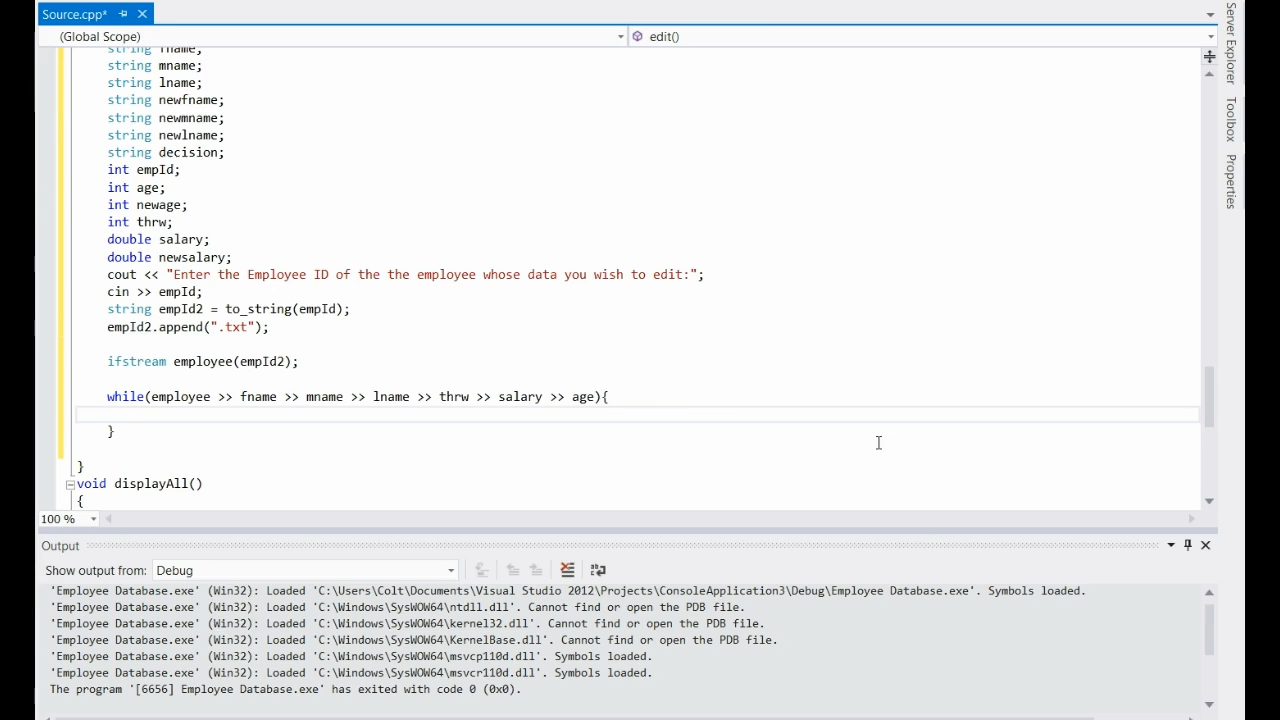 Source.cpp*
(Global Scope)
edit()
string fname;
string mname;
string lname;
string newfname;
string newmname;
string newlname;
string decision;
int empId;
int age;
int newage;
int thrw;
double salary;
double newsalary;
cout << "Enter the Employee ID of the the employee whose data you wish to edit:";
cin >> empId;
string empId2 = to_string(empId);
empId2.append(".txt");
ifstream employee(empId2);
while(employee >> fname >> mname >> lname >> thrw >> salary >> age){
}
}
void displayAll()
{
100 %
Output
Show output from: Debug
'Employee Database.exe' (Win32): Loaded 'C:\Users\Colt\Documents\Visual Studio 2012\Projects\ConsoleApplication3\Debug\Employee Database.exe'. Symbols loaded.
'Employee Database.exe' (Win32): Loaded 'C:\Windows\SysWOW64\ntdll.dll'. Cannot find or open the PDB file.
'Employee Database.exe' (Win32): Loaded 'C:\Windows\SysWOW64\kernel32.dll'. Cannot find or open the PDB file.
'Employee Database.exe' (Win32): Loaded 'C:\Windows\SysWOW64\KernelBase.dll'. Cannot find or open the PDB file.
'Employee Database.exe' (Win32): Loaded 'C:\Windows\SysWOW64\msvcp110d.dll'. Symbols loaded.
'Employee Database.exe' (Win32): Loaded 'C:\Windows\SysWOW64\msvcr110d.dll'. Symbols loaded.
The program '[6656] Employee Database.exe' has exited with code 0 (0x0).
Server Explorer
Toolbox
Properties